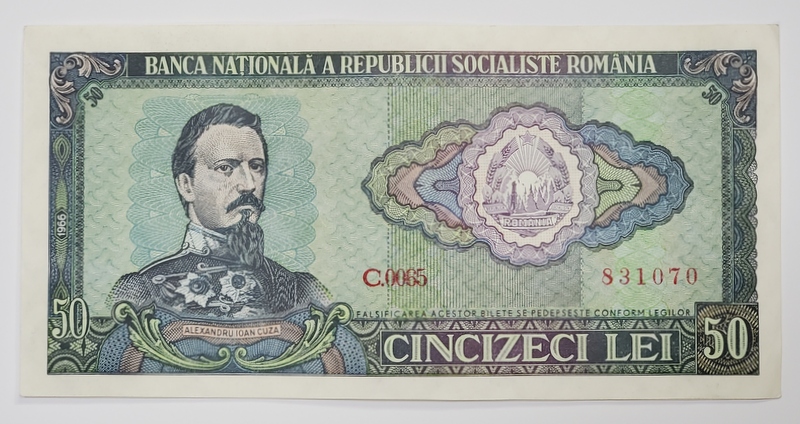 BANCA NAȚIONALĂ A REPUBLICII SOCIALISTE ROMÂNIA
50
50
1966
ROMÂNIA
C.0065
831070
FALSIFICAREA ACESTOR BILETE SE PEDEPSEȘTE CONFORM LEGILOR
50
ALEXANDRU IOAN CUZA
CINCIZECI LEI
50